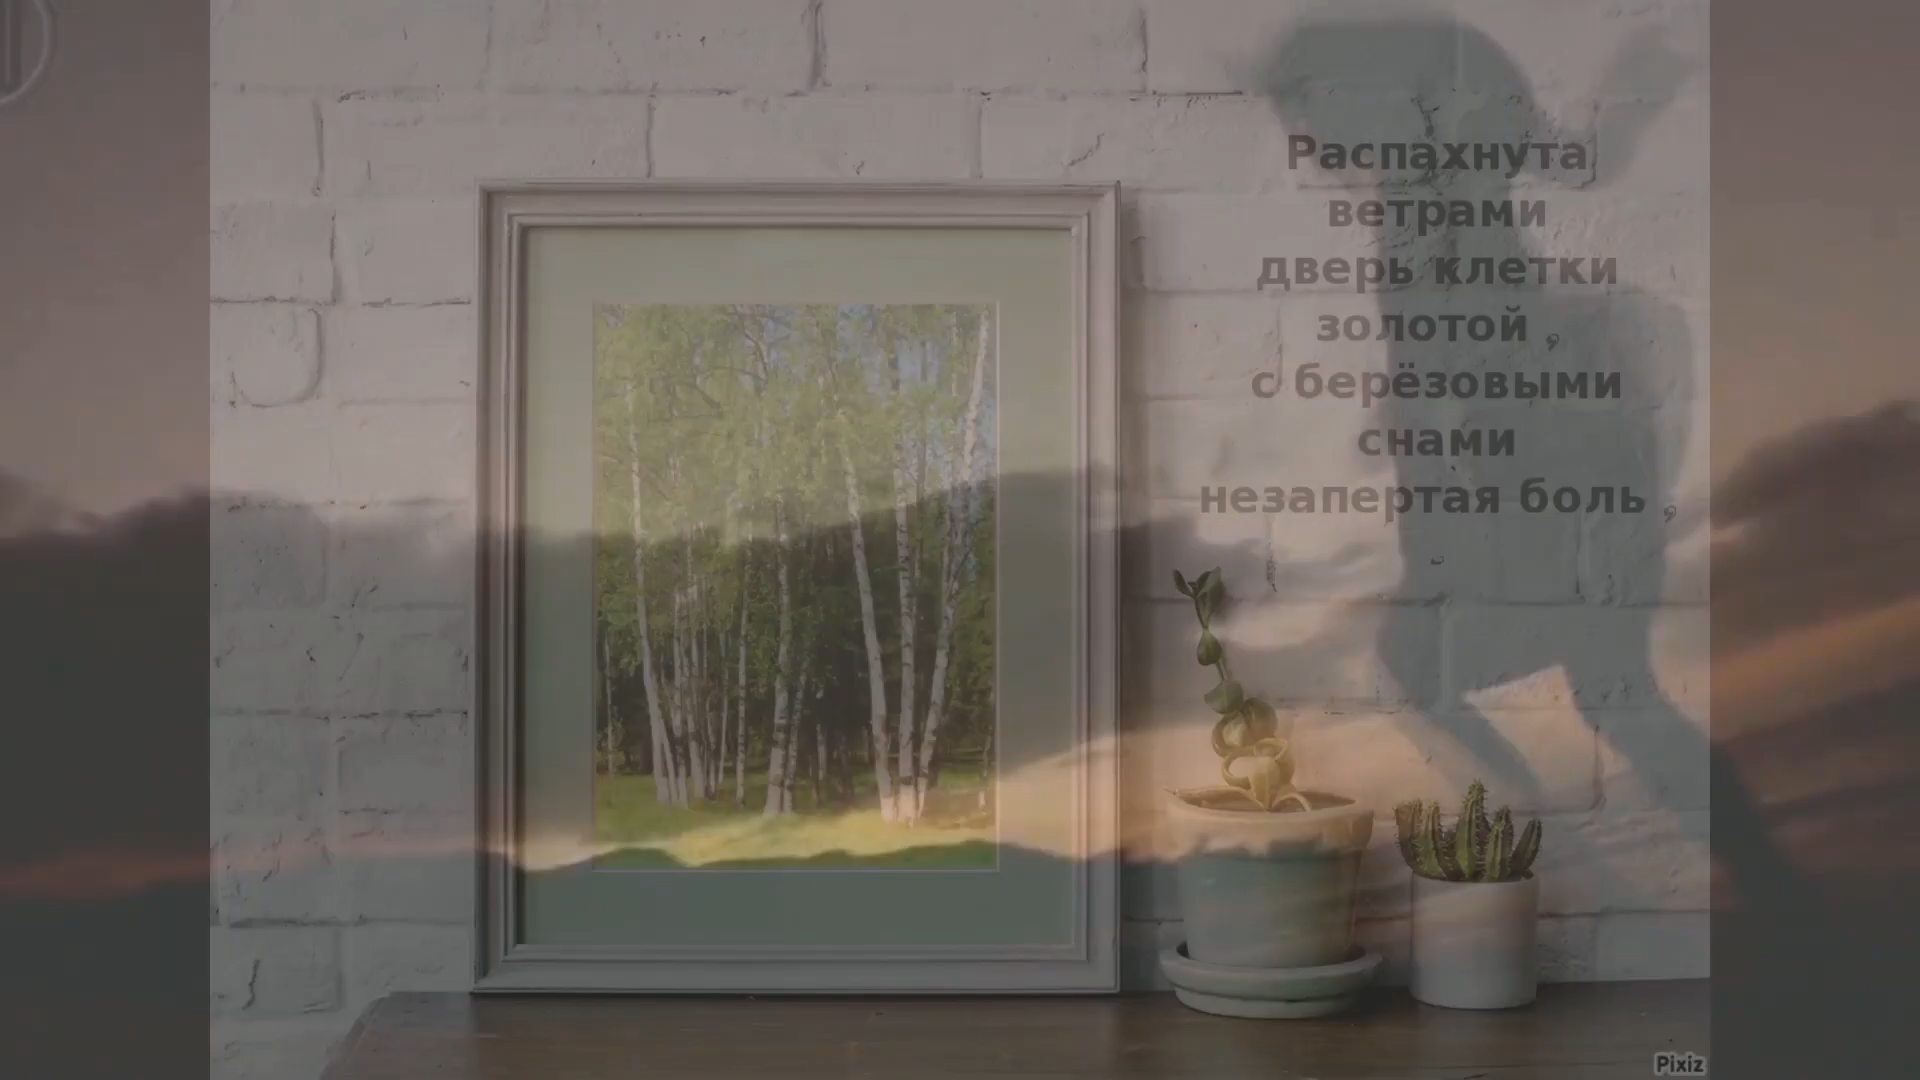 Распахнута
ветрами
дверь клетки
золотой ,
с берёзовыми
снами
незапертая боль ,
Pixiz